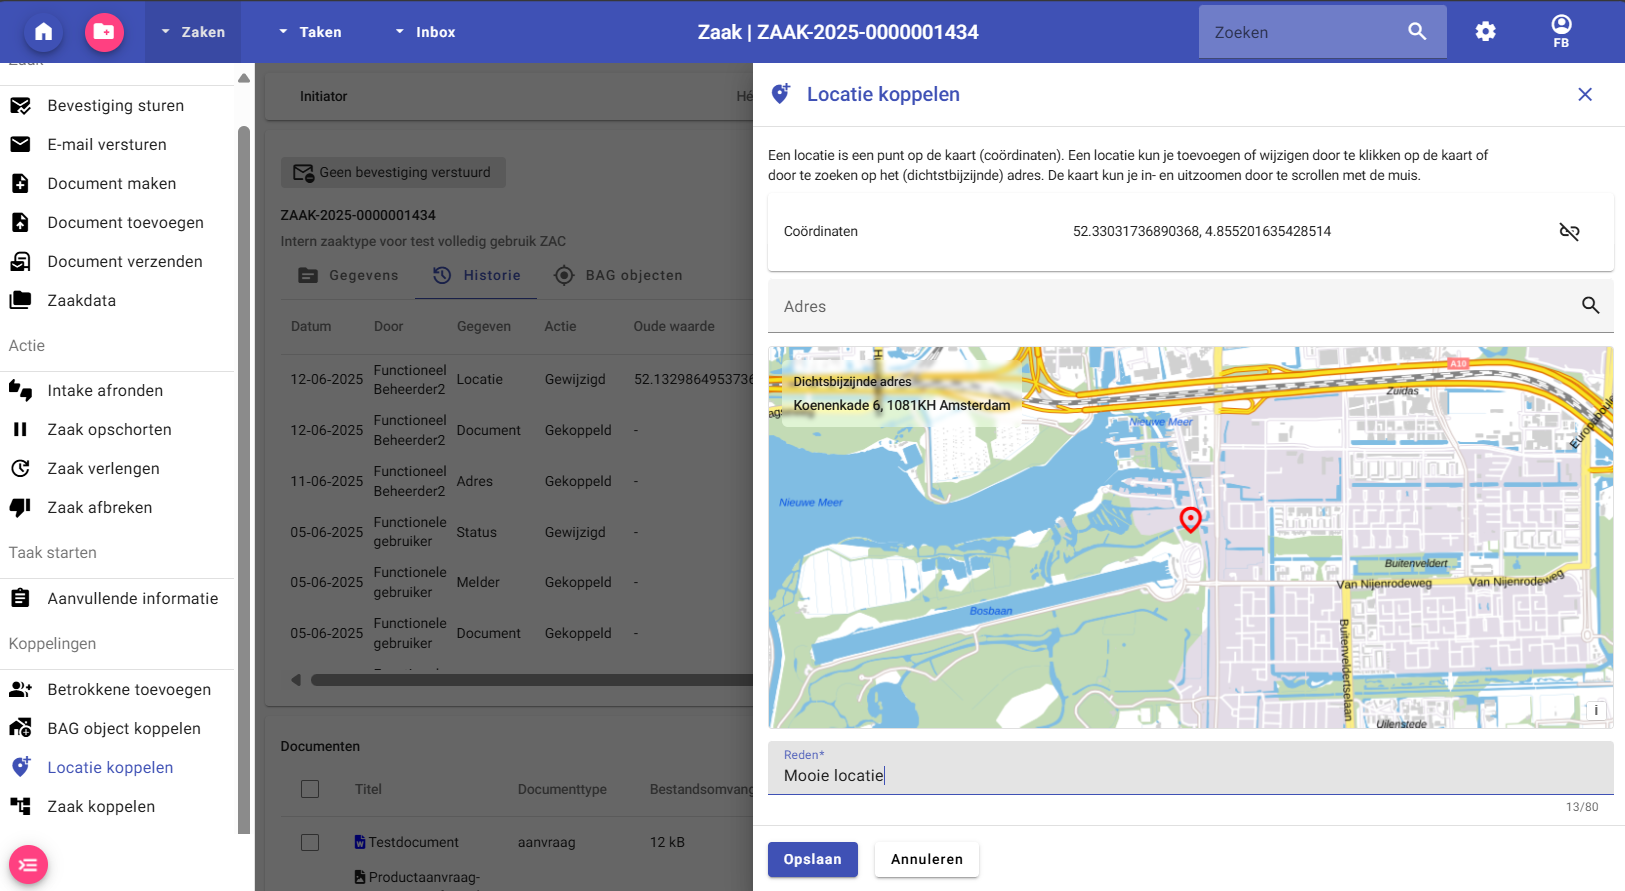 Zaken
Taken
Inbox
Zaak | ZAAK-2025-0000001434
Zoeken
FB
Zaak
Bevestiging sturen
E-mail versturen
Document maken
Document toevoegen
Document verzenden
Zaakdata
Actie
Intake afronden
Zaak opschorten
Zaak verlengen
Zaak afbreken
Taak starten
Aanvullende informatie
Koppelingen
Betrokkene toevoegen
BAG object koppelen
Locatie koppelen
Zaak koppelen
Initiator
Hé
Geen bevestiging verstuurd
ZAAK-2025-0000001434
Intern zaaktype voor test volledig gebruik ZAC
Gegevens
Historie
BAG objecten
Datum Door Gegeven Actie Oude waarde
12-06-2025 Functioneel Beheerder2 Locatie Gewijzigd 52.1329864953736
12-06-2025 Functioneel Beheerder2 Document Gekoppeld -
11-06-2025 Functioneel Beheerder2 Adres Gekoppeld -
05-06-2025 Functionele gebruiker Status Gewijzigd -
05-06-2025 Functionele gebruiker Melder Gekoppeld -
05-06-2025 Functionele gebruiker Document Gekoppeld -
Documenten
Titel Documenttype Bestandsomvang
Testdocument aanvraag 12 kB
Productaanvraag-
Locatie koppelen
Een locatie is een punt op de kaart (coördinaten). Een locatie kun je toevoegen of wijzigen door te klikken op de kaart of
door te zoeken op het (dichtstbijzijnde) adres. De kaart kun je in- en uitzoomen door te scrollen met de muis.
Coördinaten
52.33031736890368, 4.855201635428514
Adres
Dichtsbijzijnde adres
Koenenkade 6, 1081KH Amsterdam
A10
Zuidas
Nieuwe Meer
Nieuwe Meer
Bosbaan
Buitenveldert
Van Nijenrodeweg
Van Nijenrodeweg
Buitenveldertselaan
Uilenstede
i
Reden*
Mooie locatie
13/80
Opslaan
Annuleren